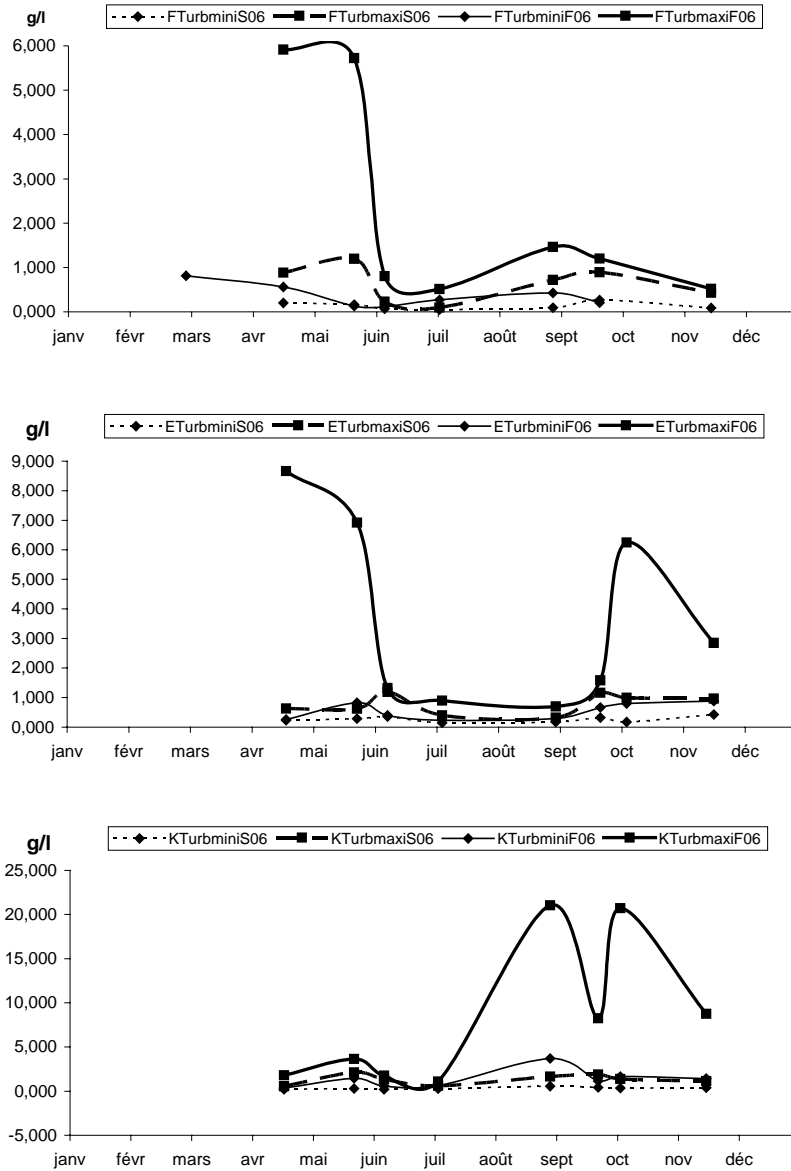 g/l
FTurbminiS06 FTurbmaxiS06 FTurbminiF06 FTurbmaxiF06
6,000
5,000
4,000
3,000
2,000
1,000
0,000
janv févr mars avr mai juin juil août sept oct nov déc
g/l
ETurbminiS06 ETurbmaxiS06 ETurbminiF06 ETurbmaxiF06
9,000
8,000
7,000
6,000
5,000
4,000
3,000
2,000
1,000
0,000
janv févr mars avr mai juin juil août sept oct nov déc
g/l
KTurbminiS06 KTurbmaxiS06 KTurbminiF06 KTurbmaxiF06
25,000
20,000
15,000
10,000
5,000
0,000
-5,000
janv févr mars avr mai juin juil août sept oct nov déc